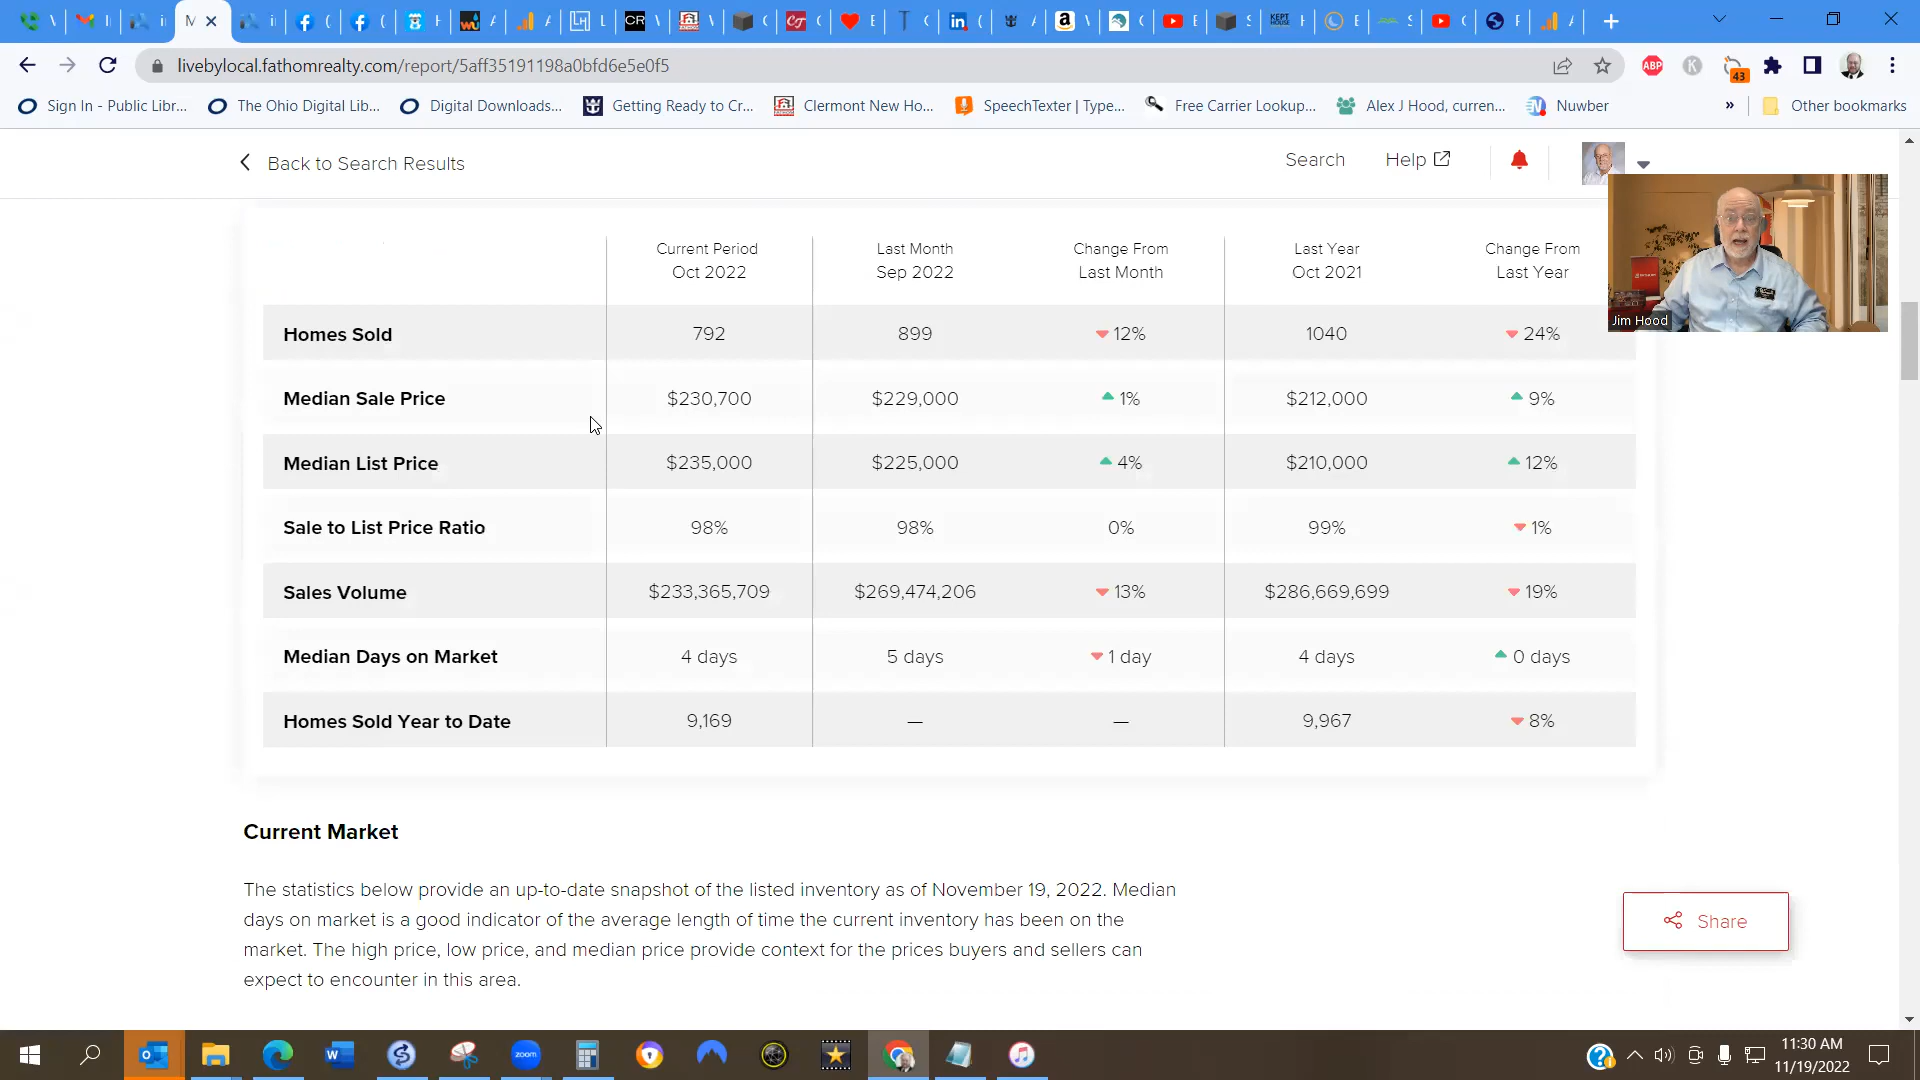 livebylocal.fathomrealty.com/report/5aff35191198a0bfd6e5e0f5
ABP
K
43
Sign In - Public Libr...
The Ohio Digital Lib...
Digital Downloads...
Getting Ready to Cr...
Clermont New Ho...
SpeechTexter | Type...
Free Carrier Lookup...
Alex J Hood, curren...
Nuwber
»
Other bookmarks
Back to Search Results
Search
Help
Jim Hood
Current Period Oct 2022
Last Month Sep 2022
Change From Last Month
Last Year Oct 2021
Change From Last Year
Homes Sold 792 899 12% 1040 24%
Median Sale Price $230,700 $229,000 1% $212,000 9%
Median List Price $235,000 $225,000 4% $210,000 12%
Sale to List Price Ratio 98% 98% 0% 99% 1%
Sales Volume $233,365,709 $269,474,206 13% $286,669,699 19%
Median Days on Market 4 days 5 days 1 day 4 days 0 days
Homes Sold Year to Date 9,169 — — 9,967 8%
Current Market
The statistics below provide an up-to-date snapshot of the listed inventory as of November 19, 2022. Median
days on market is a good indicator of the average length of time the current inventory has been on the
market. The high price, low price, and median price provide context for the prices buyers and sellers can
expect to encounter in this area.
Share
zoom
11:30 AM
11/19/2022